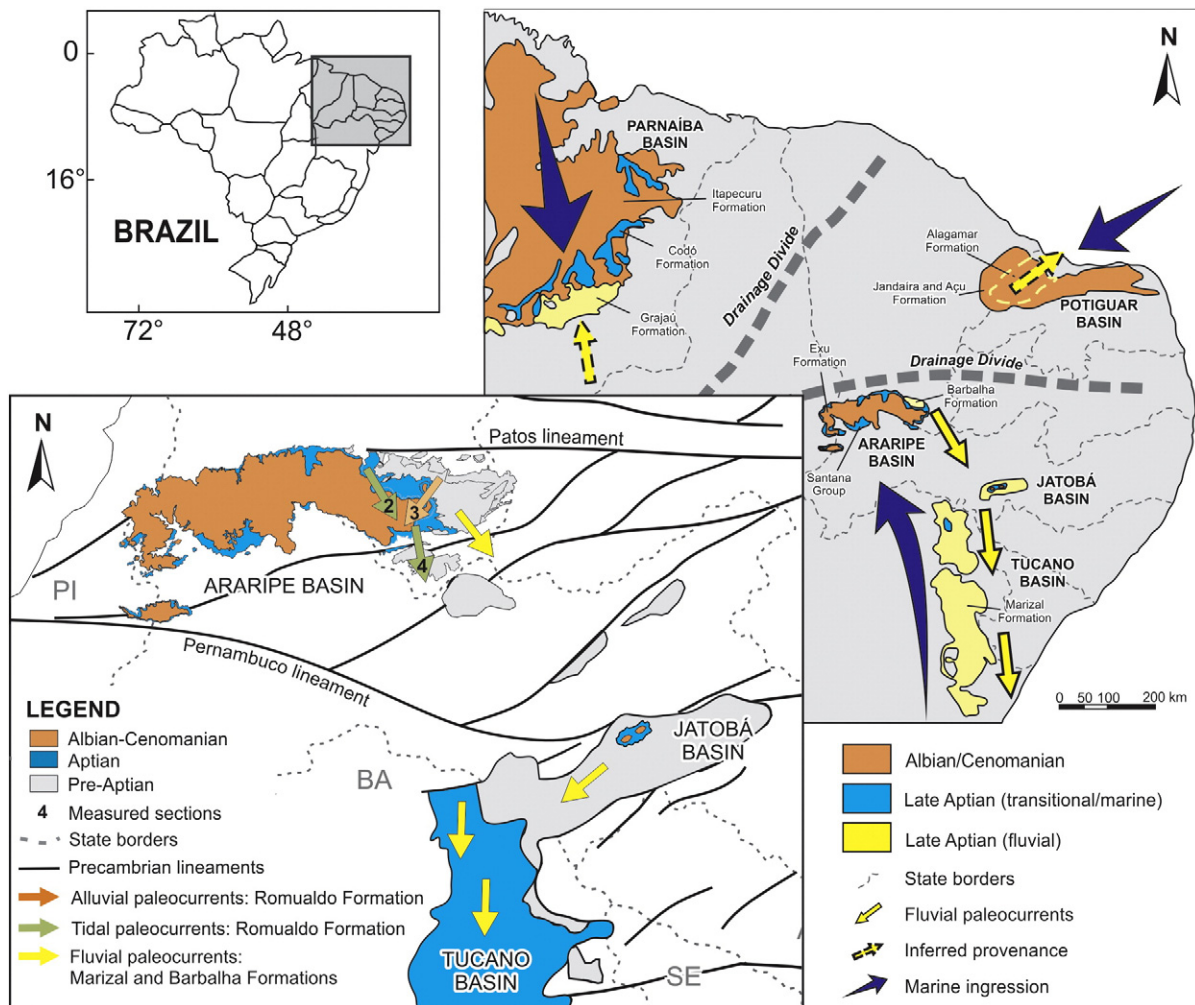 0
16°
BRAZIL
72°
48°
N
PARNAÍBA
BASIN
Itapecuru
Formation
Codó
Formation
Grajaú
Formation
Drainage Divide
Alagamar
Formation
Jandaira and Açu
Formation
POTIGUAR
BASIN
Exu
Formation
Drainage Divide
Barbalha
Formation
ARARIPE
BASIN
Santana
Group
JATOBÁ
BASIN
TUCANO
BASIN
Marizal
Formation
0 50 100 200 km
Albian/Cenomanian
Late Aptian (transitional/marine)
Late Aptian (fluvial)
State borders
Fluvial paleocurrents
Inferred provenance
Marine ingression
N
Patos lineament
2
3
4
ARARIPE BASIN
PI
Pernambuco lineament
LEGEND
Albian-Cenomanian
Aptian
Pre-Aptian
4 Measured sections
State borders
Precambrian lineaments
Alluvial paleocurrents: Romualdo Formation
Tidal paleocurrents: Romualdo Formation
Fluvial paleocurrents:
Marizal and Barbalha Formations
BA
JATOBÁ
BASIN
TUCANO
BASIN
SE